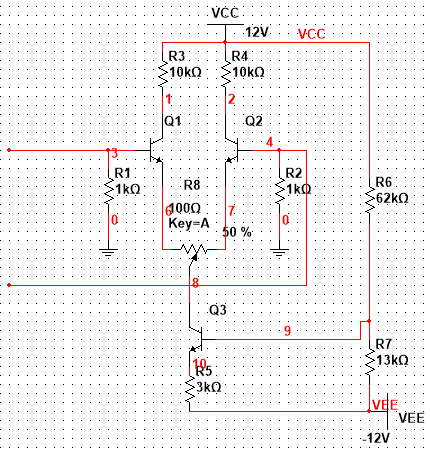 VCC
12V
VCC
R3
10kΩ
R4
10kΩ
1
2
Q1
Q2
3
4
R1
1kΩ
R2
1kΩ
R6
62kΩ
R8
100Ω
Key=A
6
7
0
0
50 %
8
Q3
9
10
R5
3kΩ
R7
13kΩ
VEE
VEE
-12V